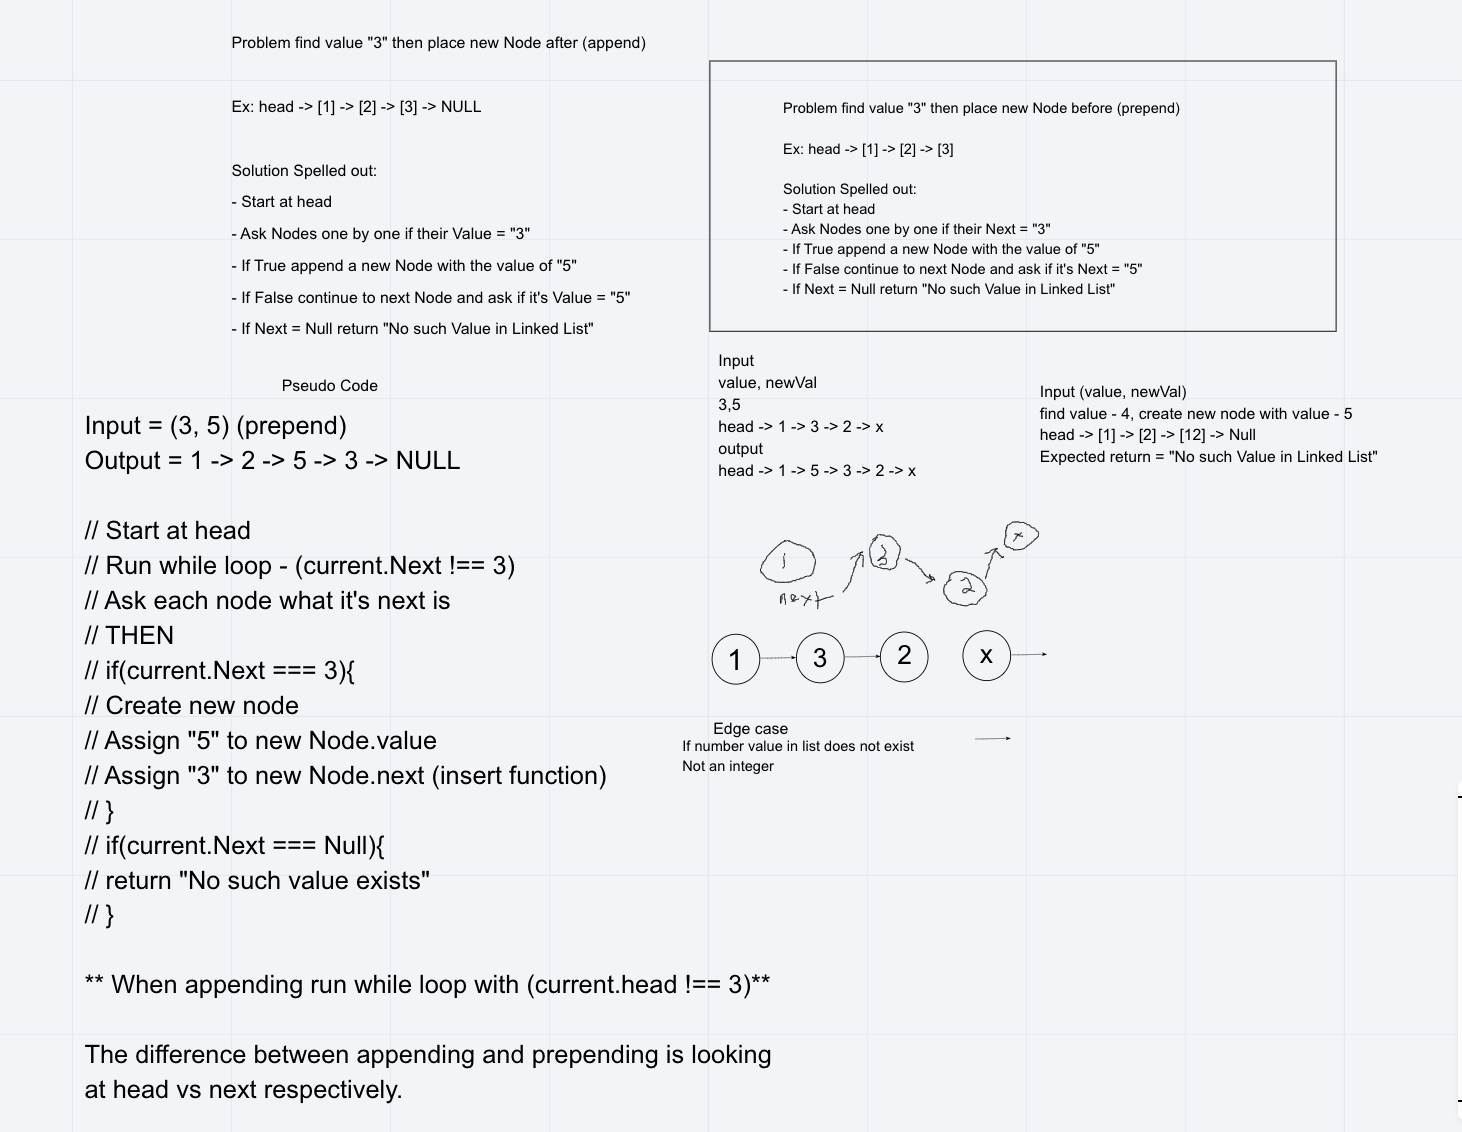 Problem find value "3" then place new Node after (append)
Ex: head -> [1] -> [2] -> [3] -> NULL
Solution Spelled out:
- Start at head
- Ask Nodes one by one if their Value = "3"
- If True append a new Node with the value of "5"
- If False continue to next Node and ask if it's Value = "5"
- If Next = Null return "No such Value in Linked List"
Problem find value "3" then place new Node before (prepend)
Ex: head -> [1] -> [2] -> [3]
Solution Spelled out:
- Start at head
- Ask Nodes one by one if their Next = "3"
- If True append a new Node with the value of "5"
- If False continue to next Node and ask if it's Next = "5"
- If Next = Null return "No such Value in Linked List"
Pseudo Code
Input = (3, 5) (prepend)
Output = 1 -> 2 -> 5 -> 3 -> NULL
// Start at head
// Run while loop - (current.Next !== 3)
// Ask each node what it's next is
// THEN
// if(current.Next === 3){
// Create new node
// Assign "5" to new Node.value
// Assign "3" to new Node.next (insert function)
// }
// if(current.Next === Null){
// return "No such value exists"
// }
** When appending run while loop with (current.head !== 3)**
The difference between appending and prepending is looking
at head vs next respectively.
Input
value, newVal
3,5
head -> 1 -> 3 -> 2 -> x
output
head -> 1 -> 5 -> 3 -> 2 -> x
Input (value, newVal)
find value - 4, create new node with value - 5
head -> [1] -> [2] -> [12] -> Null
Expected return = "No such Value in Linked List"
1 3 2 x
next
1 3 2 x
Edge case
If number value in list does not exist
Not an integer